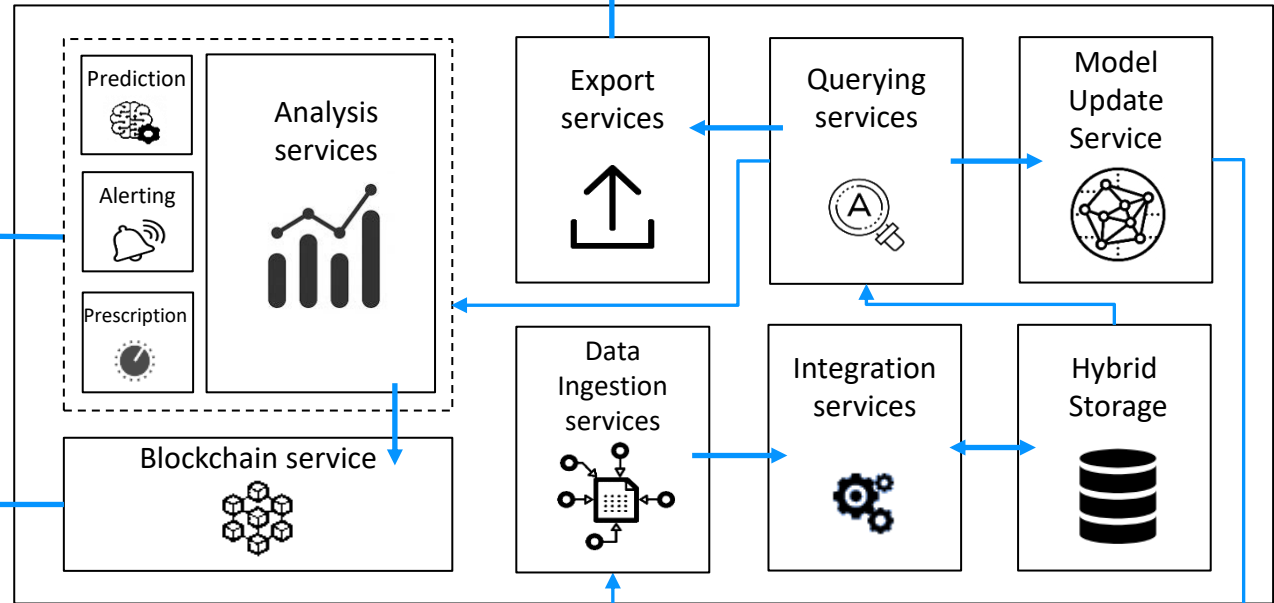 Prediction
Alerting
Prescription
Analysis
services
Blockchain service
Export
services
Querying
services
A
Model
Update
Service
Data
Ingestion
services
Integration
services
Hybrid
Storage